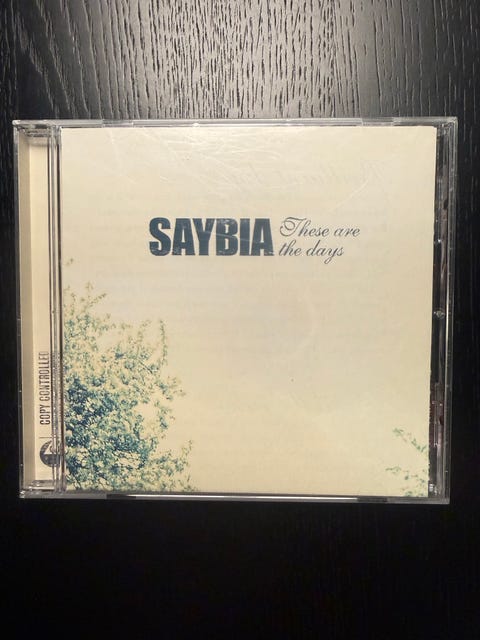 SAYBIA These are
the days
COPY CONTROLLED